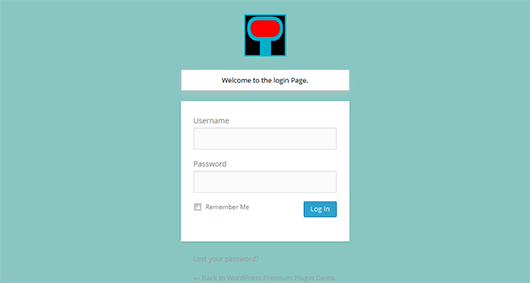 Welcome to the login Page.
Username
Password
Remember Me
Log In
Lost your password?
← Back to WordPress Premium Plugin Demo